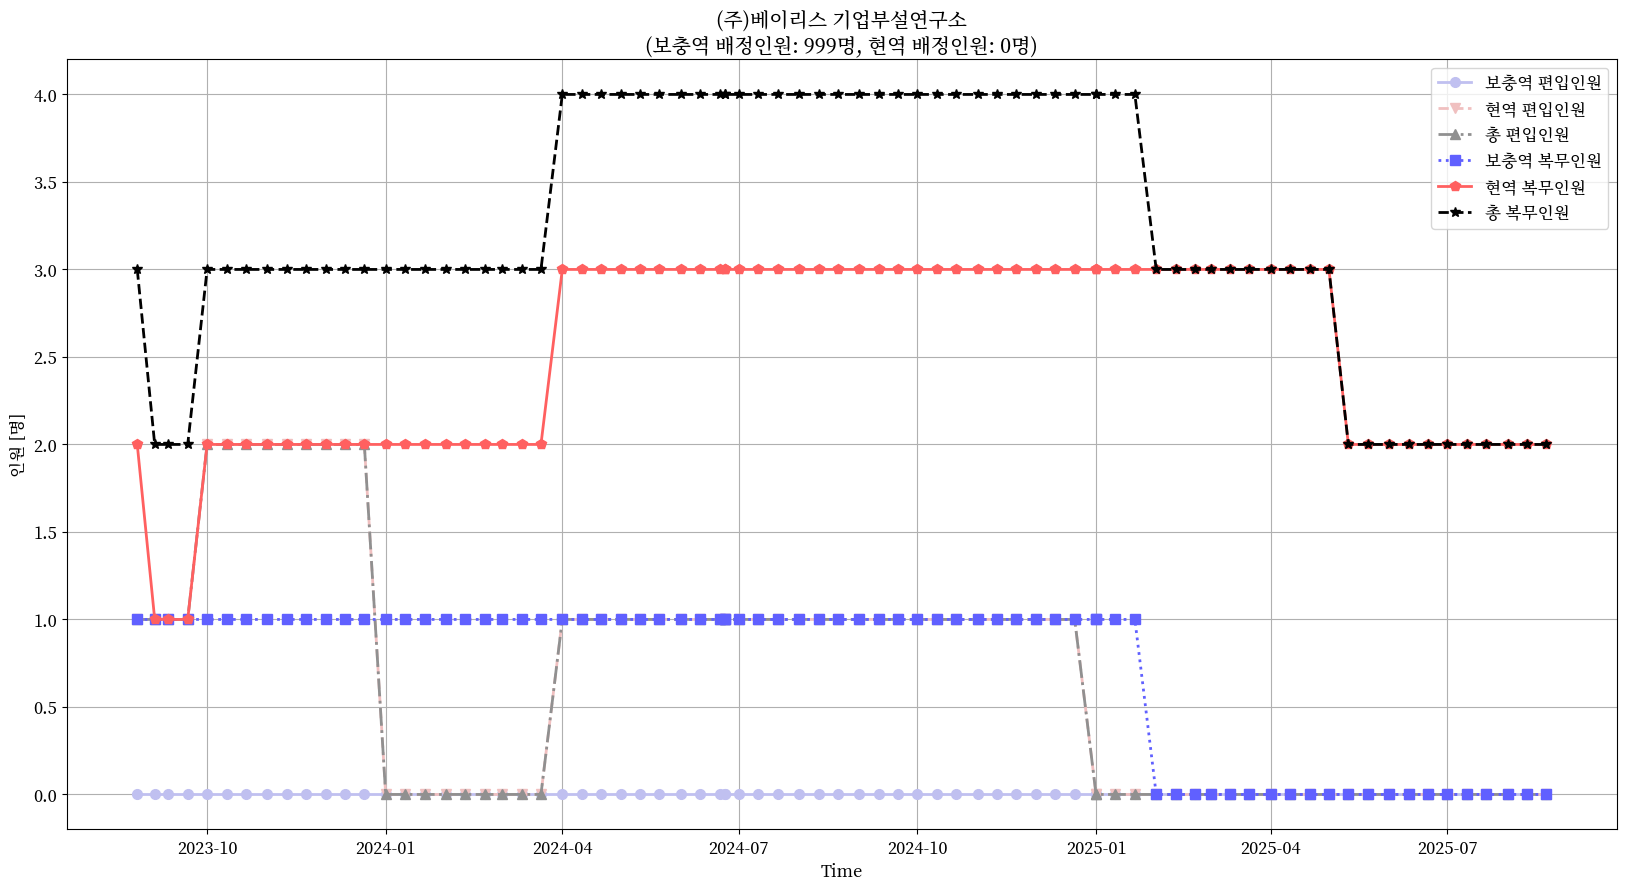 (주)베이리스 기업부설연구소
(보충역 배정인원: 999명, 현역 배정인원: 0명)
보충역 편입인원
현역 편입인원
총 편입인원
보충역 복무인원
현역 복무인원
총 복무인원
4.0
3.5
3.0
2.5
2.0
1.5
1.0
0.5
0.0
인원 [명]
2023-10
2024-01
2024-04
2024-07
2024-10
2025-01
2025-04
2025-07
Time